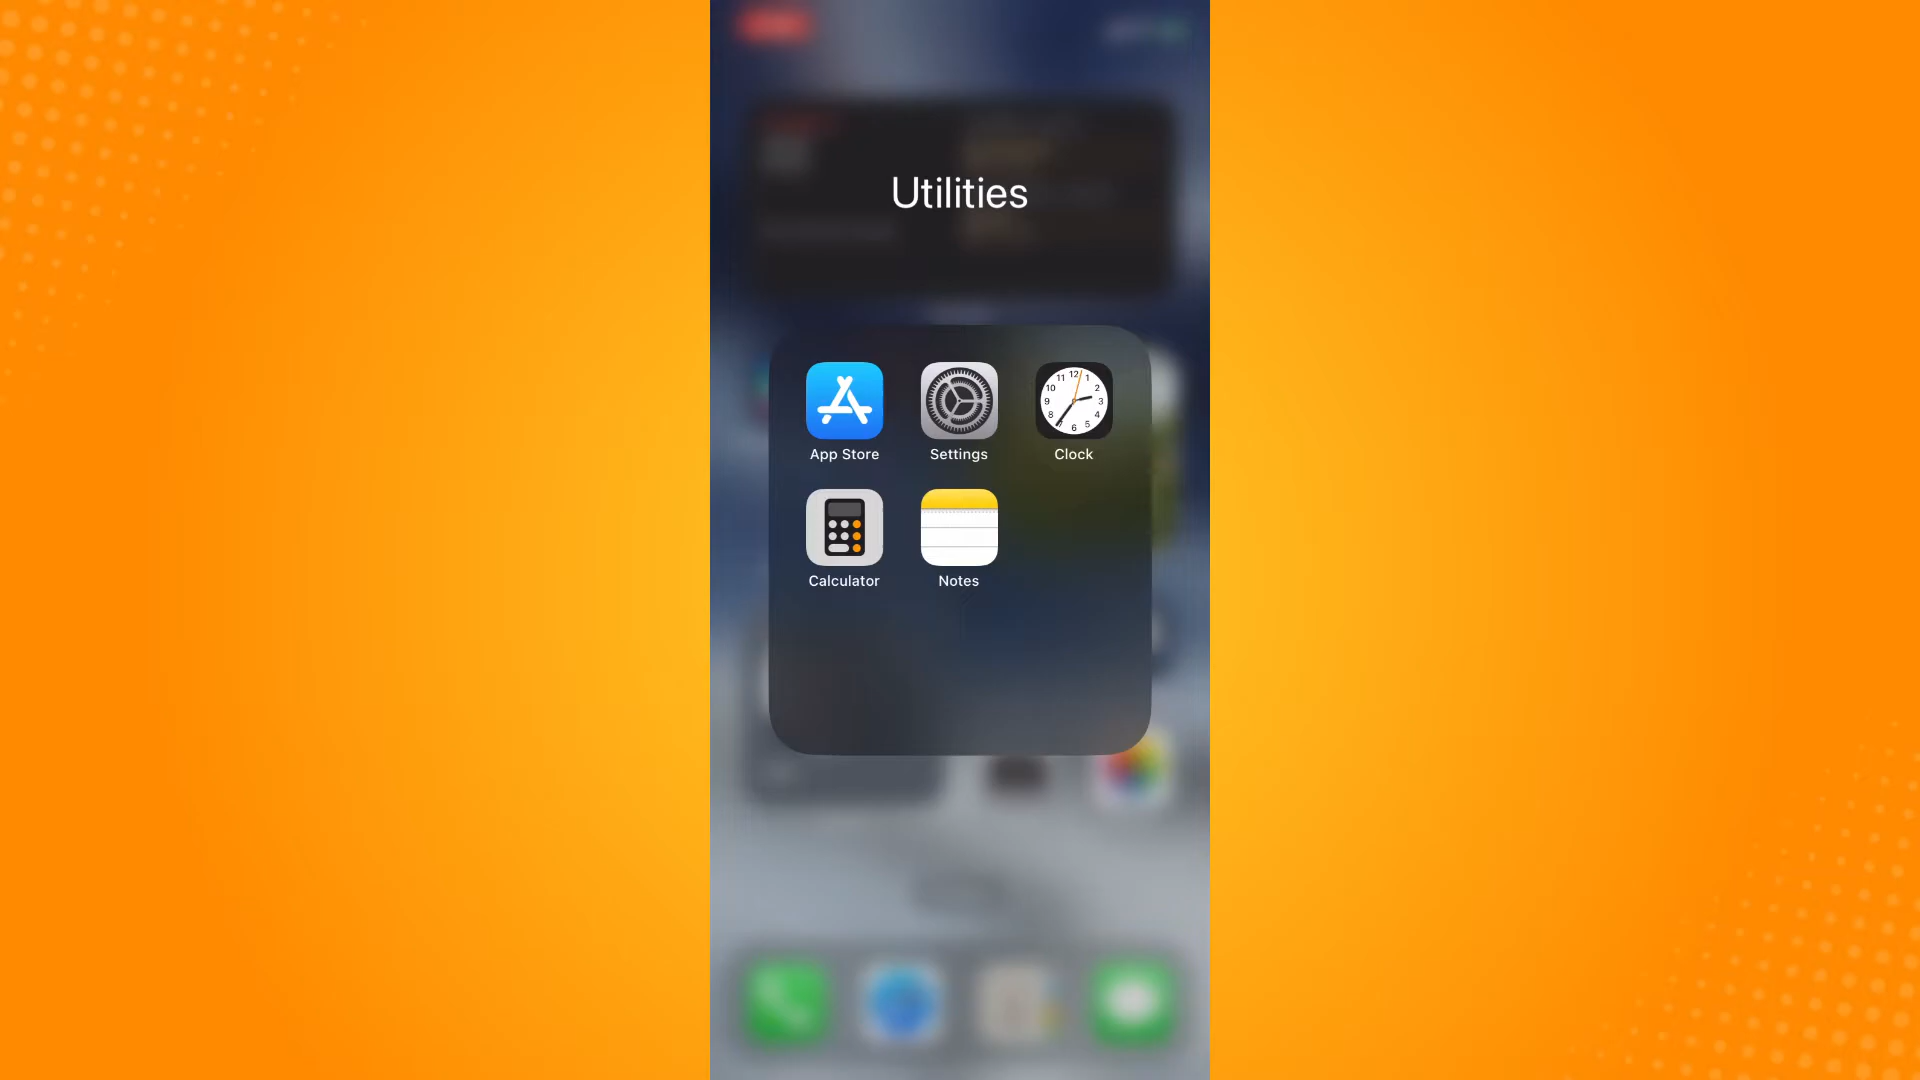 Utilities
App Store
Settings
Clock
Calculator
Notes